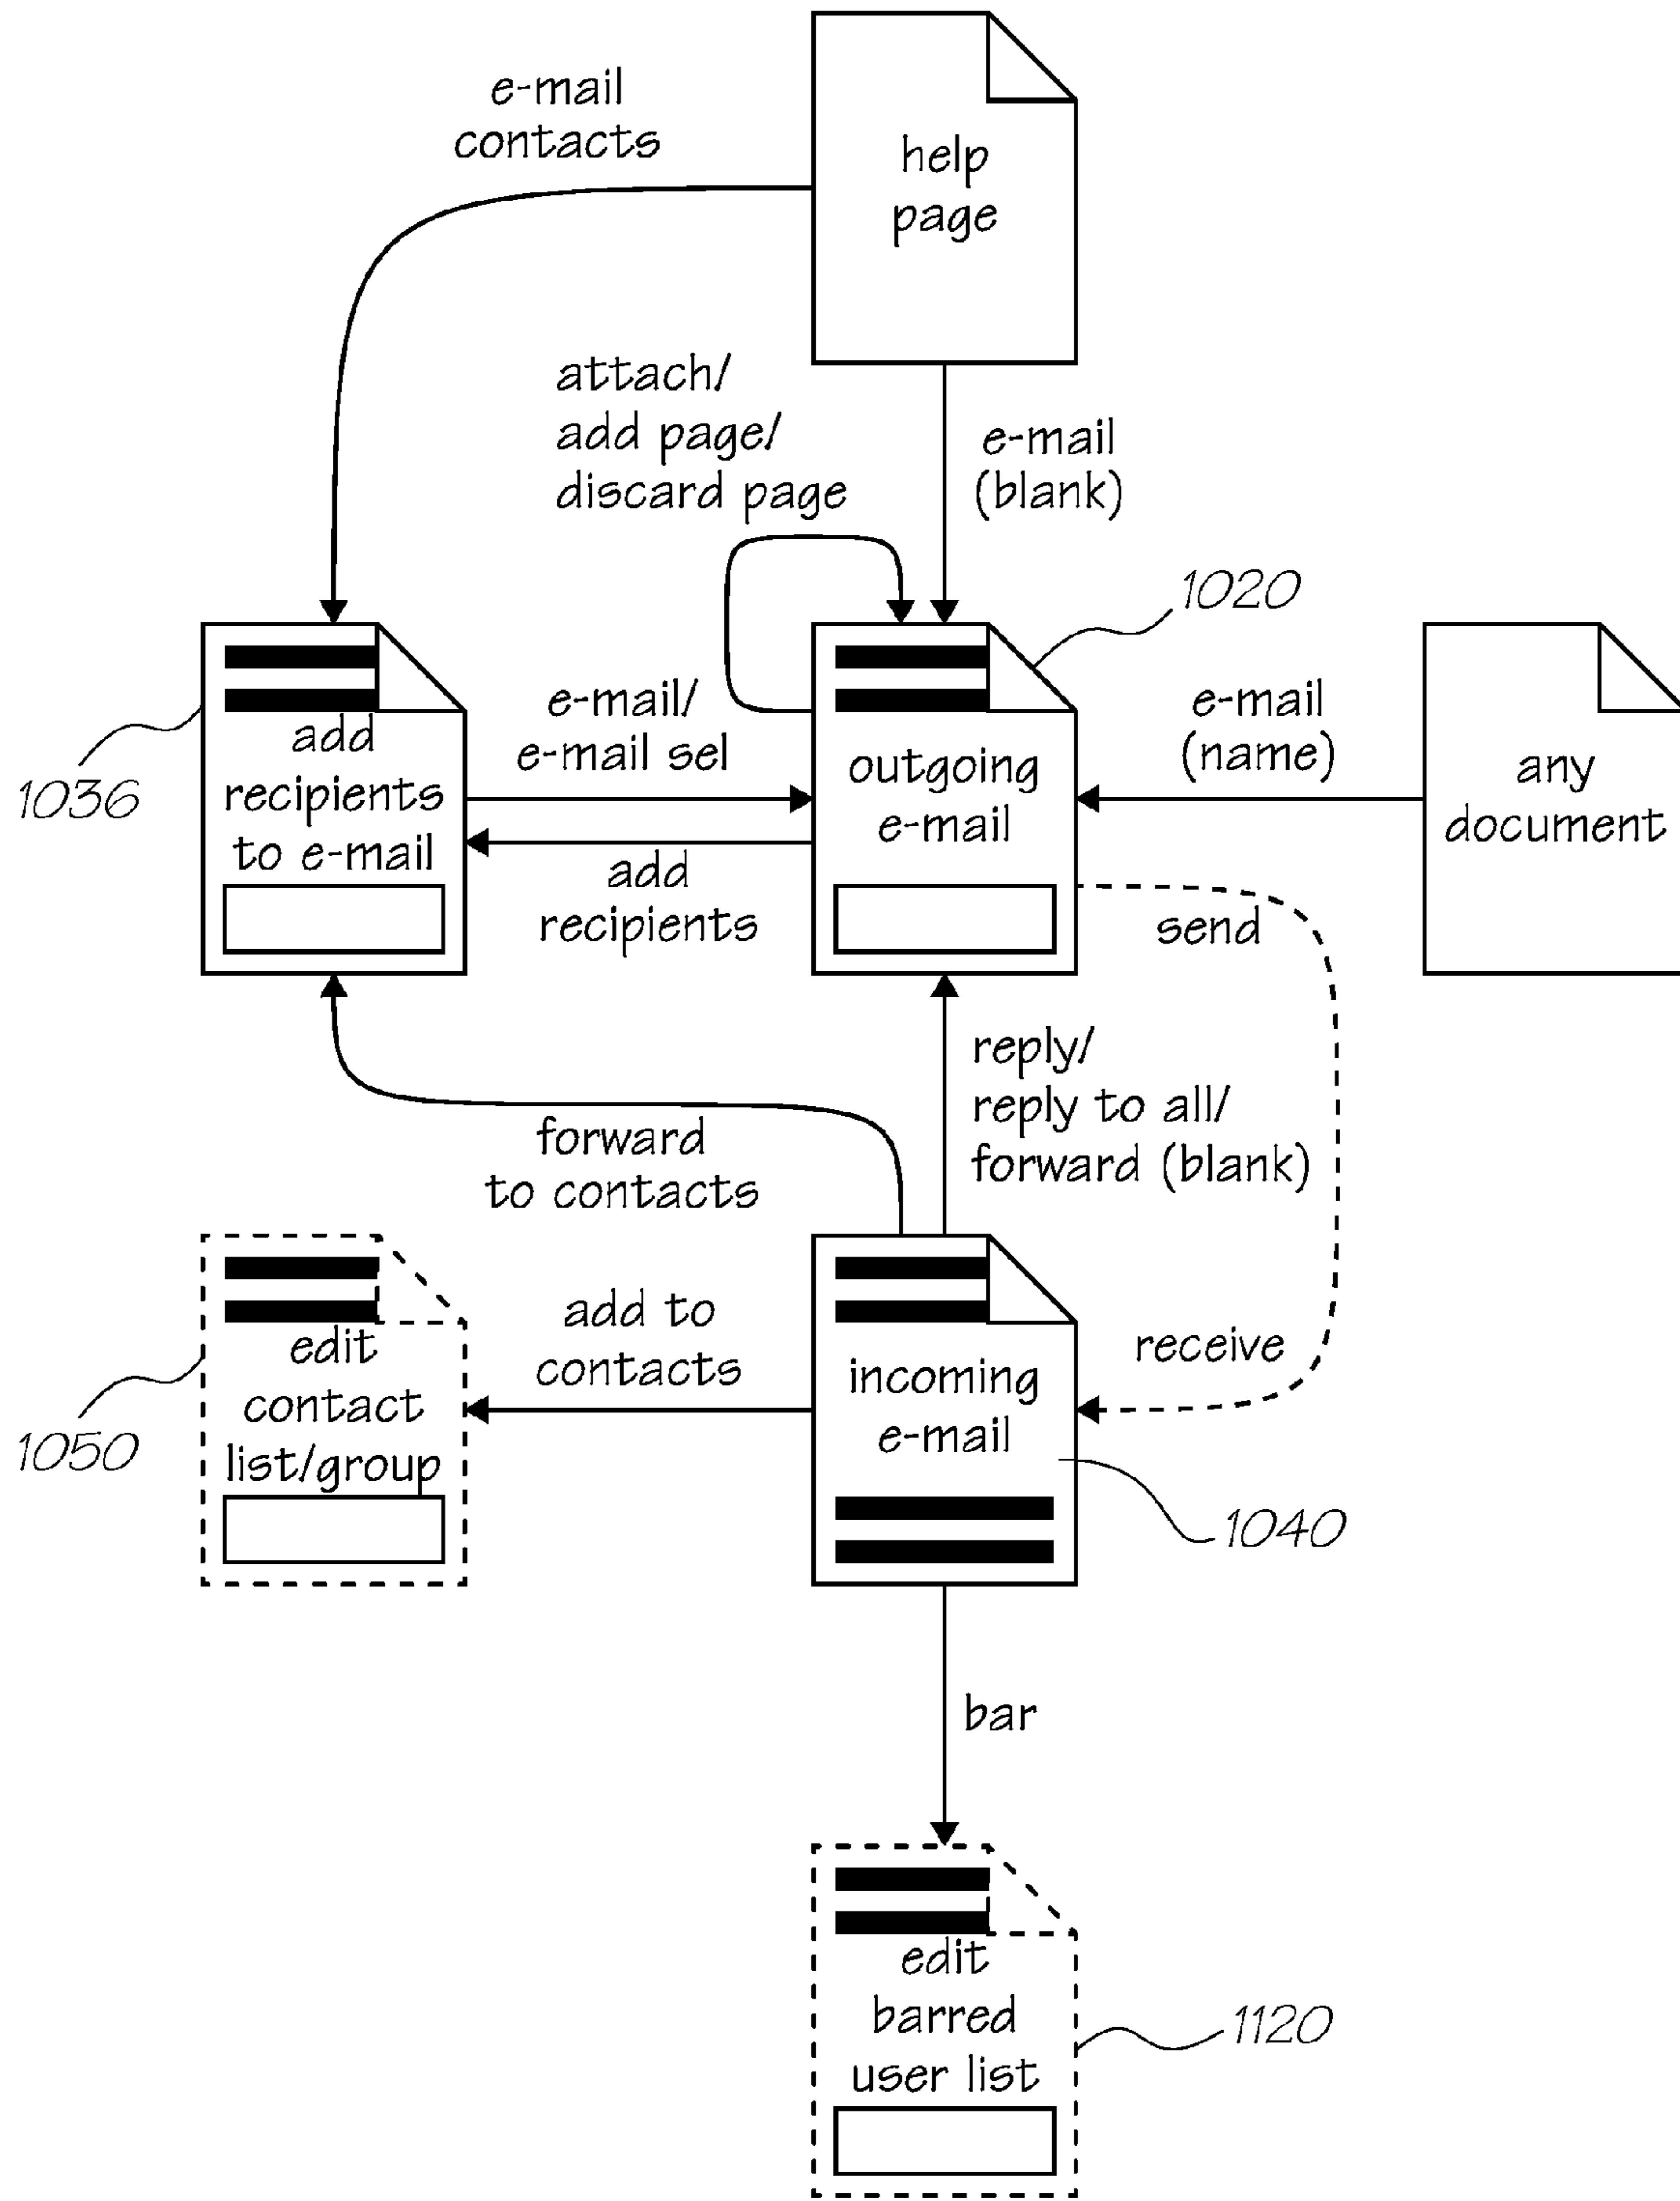 e-mail
contacts
help
page
attach/
add page/
discard page
e-mail
(blank)
1020
1036
add
recipients
to e-mail
e-mail/
e-mail sel
outgoing
e-mail
e-mail
(name)
any
document
add
recipients
send
reply/
reply to all/
forward (blank)
forward
to contacts
1050
edit
contact
list/group
add to
contacts
incoming
e-mail
receive
1040
bar
edit
barred
user list
1120